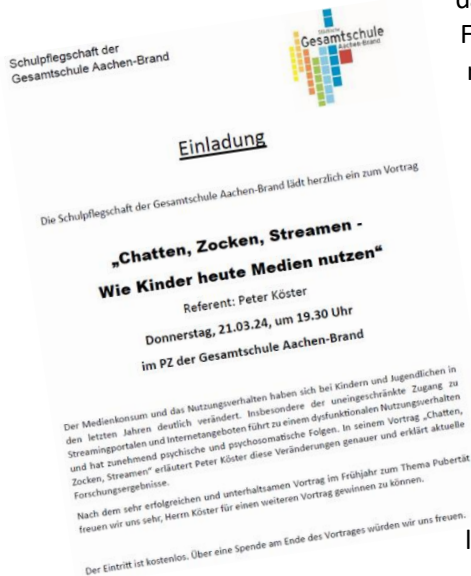 Schulpflegschaft der
Gesamtschule Aachen-Brand
Städtische
Gesamtschule
Aachen-Brand
Einladung
Die Schulpflegschaft der Gesamtschule Aachen-Brand lädt herzlich ein zum Vortrag
„Chatten, Zocken, Streamen -
Wie Kinder heute Medien nutzen“
Referent: Peter Köster
Donnerstag, 21.03.24, um 19.30 Uhr
im PZ der Gesamtschule Aachen-Brand
Der Medienkonsum und das Nutzungsverhalten haben sich bei Kindern und Jugendlichen in
den letzten Jahren deutlich verändert. Insbesondere der uneingeschränkte Zugang zu
Streamingportalen und Internetangeboten führt zu einem dysfunktionalen Nutzungsverhalten
und hat zunehmend psychische und psychosomatische Folgen. In seinem Vortrag „Chatten,
Zocken, Streamen“ erläutert Peter Köster diese Veränderungen genauer und erklärt aktuelle
Forschungsergebnisse.
Nach dem sehr erfolgreichen und unterhaltsamen Vortrag im Frühjahr zum Thema Pubertät
freuen wir uns sehr, Herrn Köster für einen weiteren Vortrag gewinnen zu können.
Der Eintritt ist kostenlos. Über eine Spende am Ende des Vortrages würden wir uns freuen.